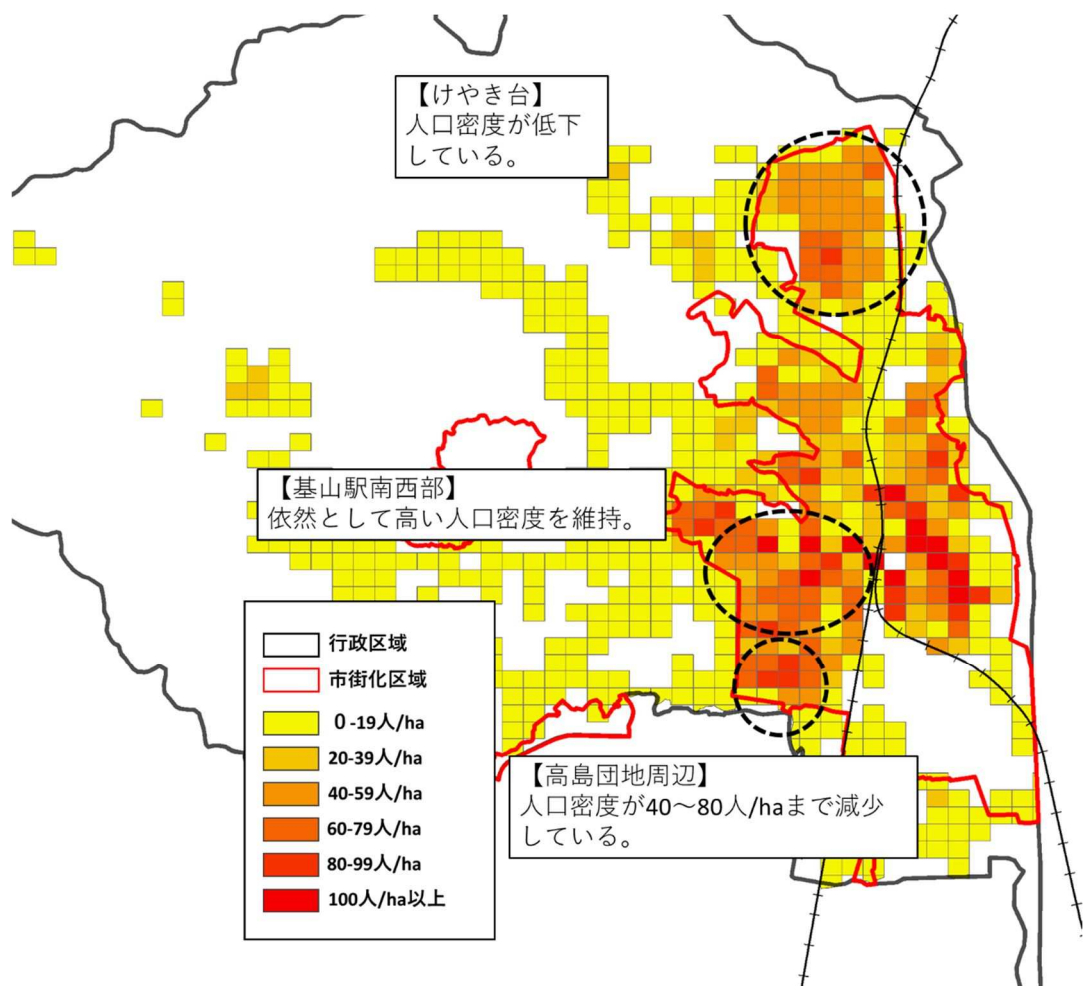 【けやき台】
人口密度が低下
している。
【基山駅南西部】
依然として高い人口密度を維持。
行政区域
市街化区域
0-19人/ha
20-39人/ha
40-59人/ha
60-79人/ha
80-99人/ha
100人/ha以上
【高島団地周辺】
人口密度が40～80人/haまで減少
している。